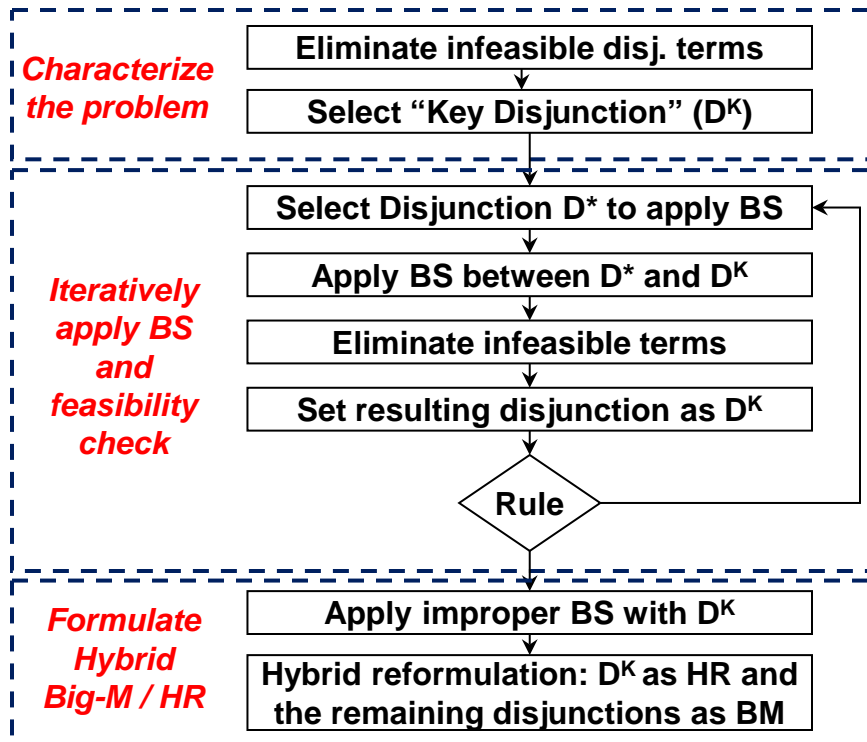 Characterize
the problem
Eliminate infeasible disj. terms
Select “Key Disjunction” (Dᴷ)
Iteratively
apply BS
and
feasibility
check
Select Disjunction D* to apply BS
Apply BS between D* and Dᴷ
Eliminate infeasible terms
Set resulting disjunction as Dᴷ
Rule
Formulate
Hybrid
Big-M / HR
Apply improper BS with Dᴷ
Hybrid reformulation: Dᴷ as HR and
the remaining disjunctions as BM